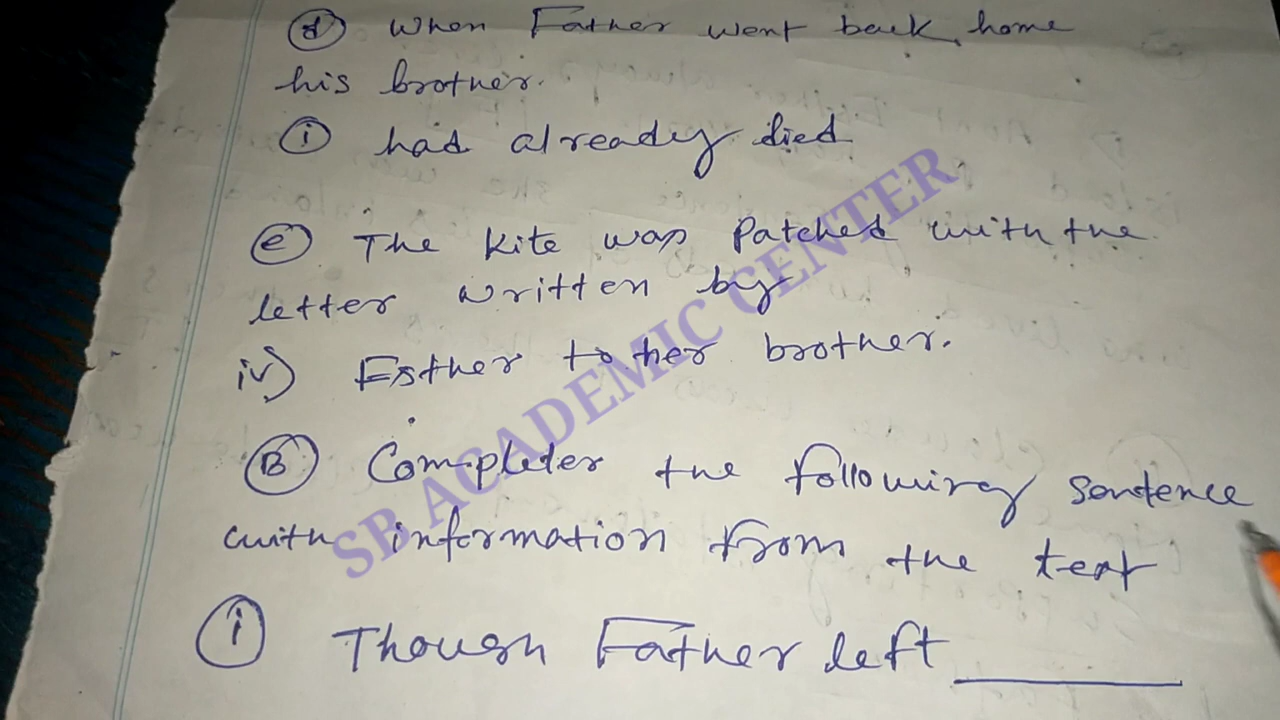 (d) When Father went back home
his brother.
(i) had already died
(e) The kite was Patched with the
letter written by
iv) Esther to her brother.
(B) Completer the following sentence
with information from the text
(i) Though Father left ________
SB ACADEMIC CENTER